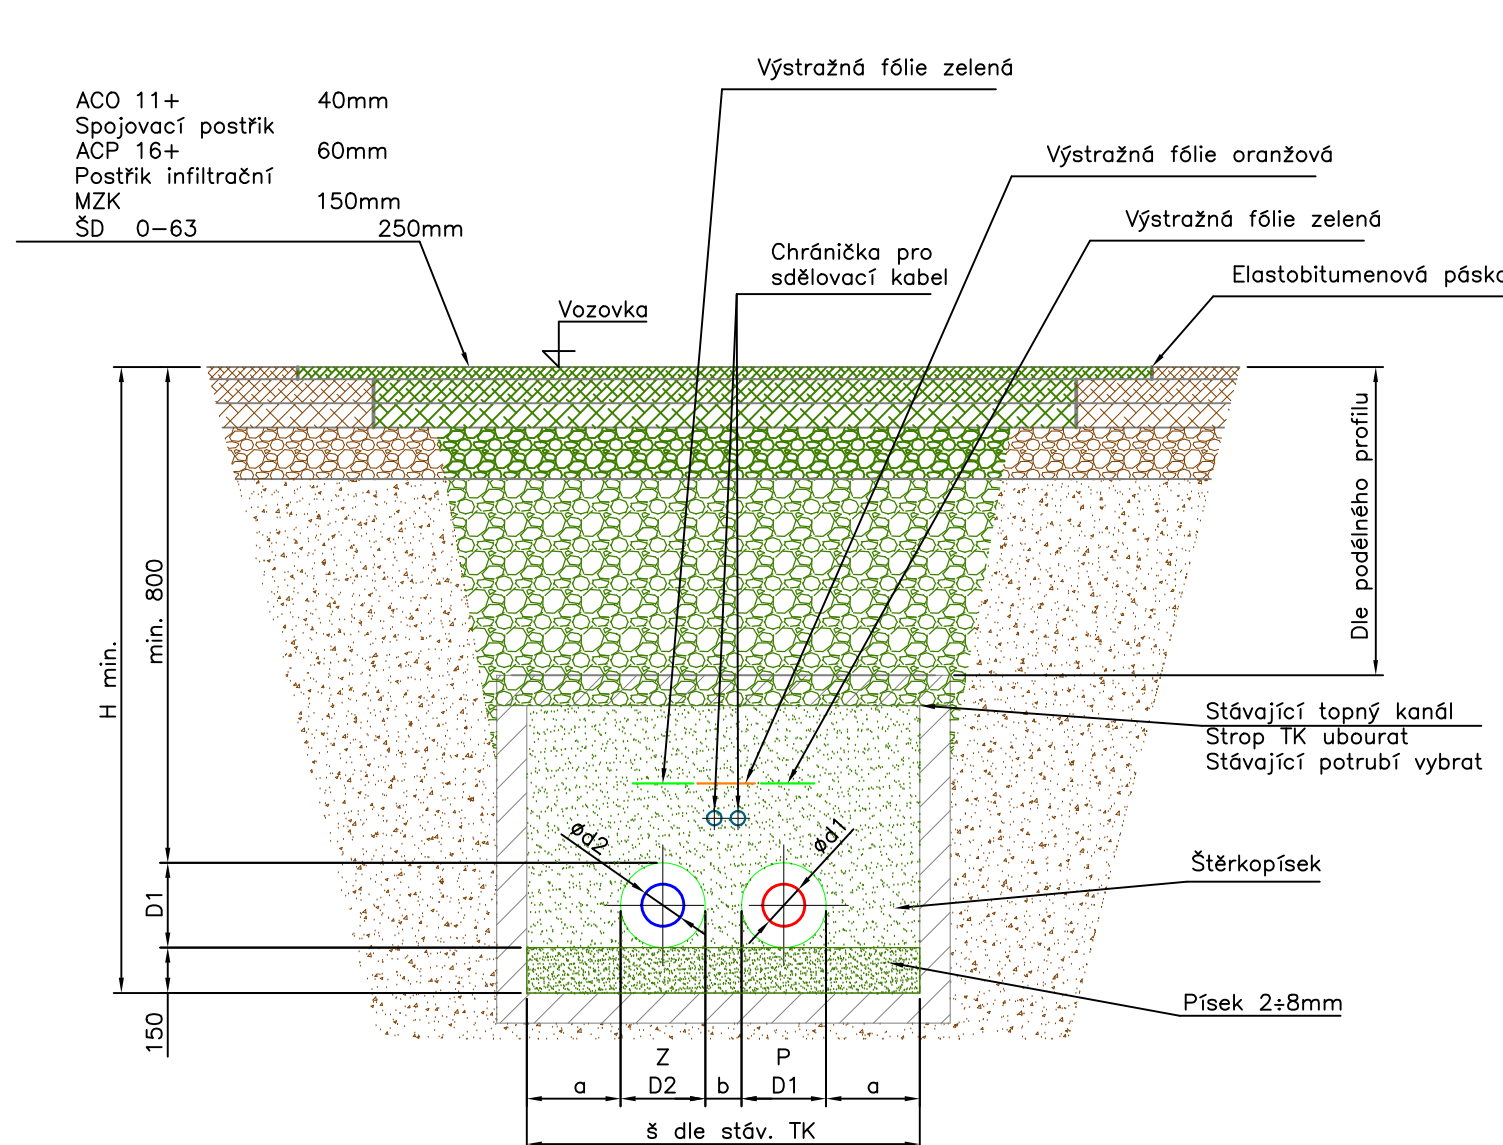 Výstražná fólie zelená
ACO 11+ 40mm
Spojovací postřik
ACP 16+ 60mm
Postřik infiltrační
MZK 150mm
ŠD 0-63 250mm
Výstražná fólie oranžová
Výstražná fólie zelená
Chránička pro
sdělovací kabel
Elastobitumenová páska
Vozovka
Dle podélného profilu
min. 800
H min.
Stávající topný kanál
Strop TK ubourat
Stávající potrubí vybrat
ød2
ød1
Štěrkopísek
D1
Písek 2÷8mm
150
Z P
a D2 b D1 a
š dle stáv. TK